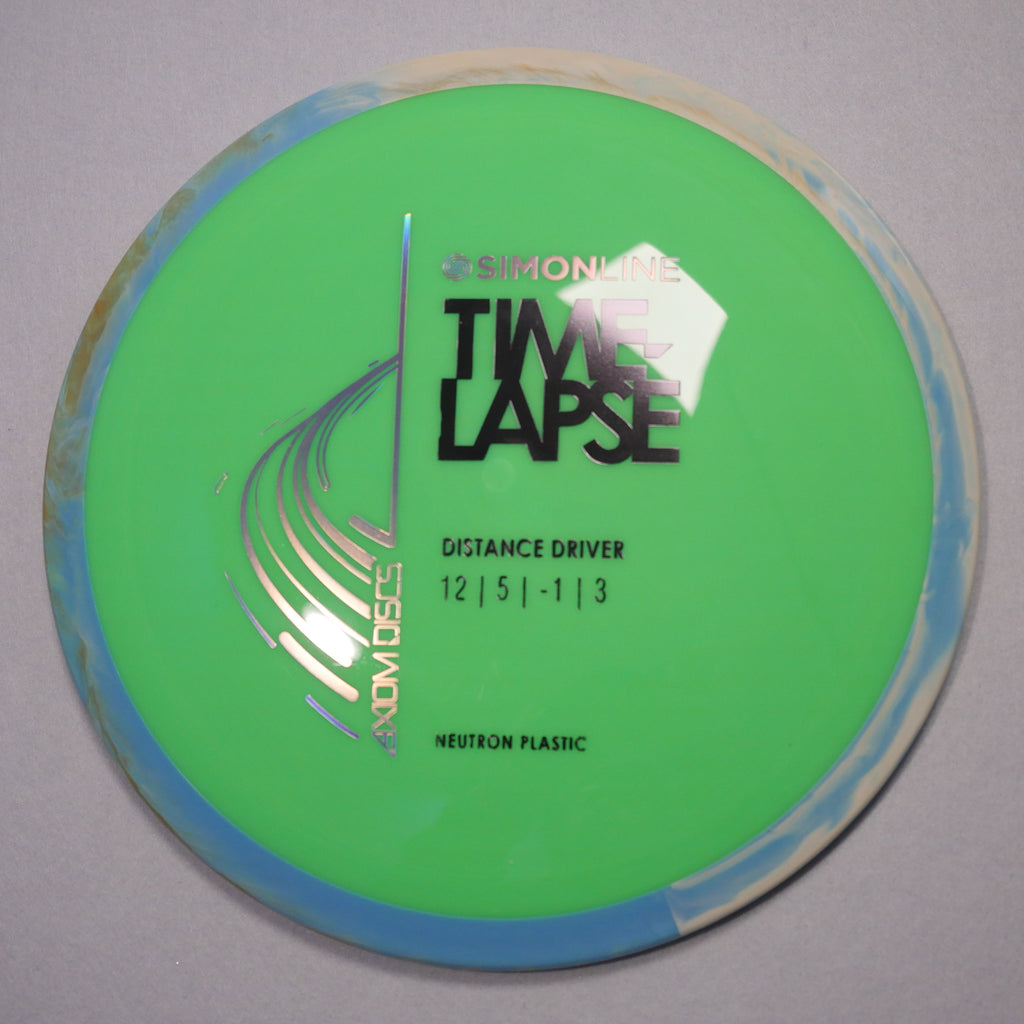 SIMONLINE
TIME-
LAPSE
DISTANCE DRIVER
12 | 5 | -1 | 3
NEUTRON PLASTIC
AXIOM DISCS